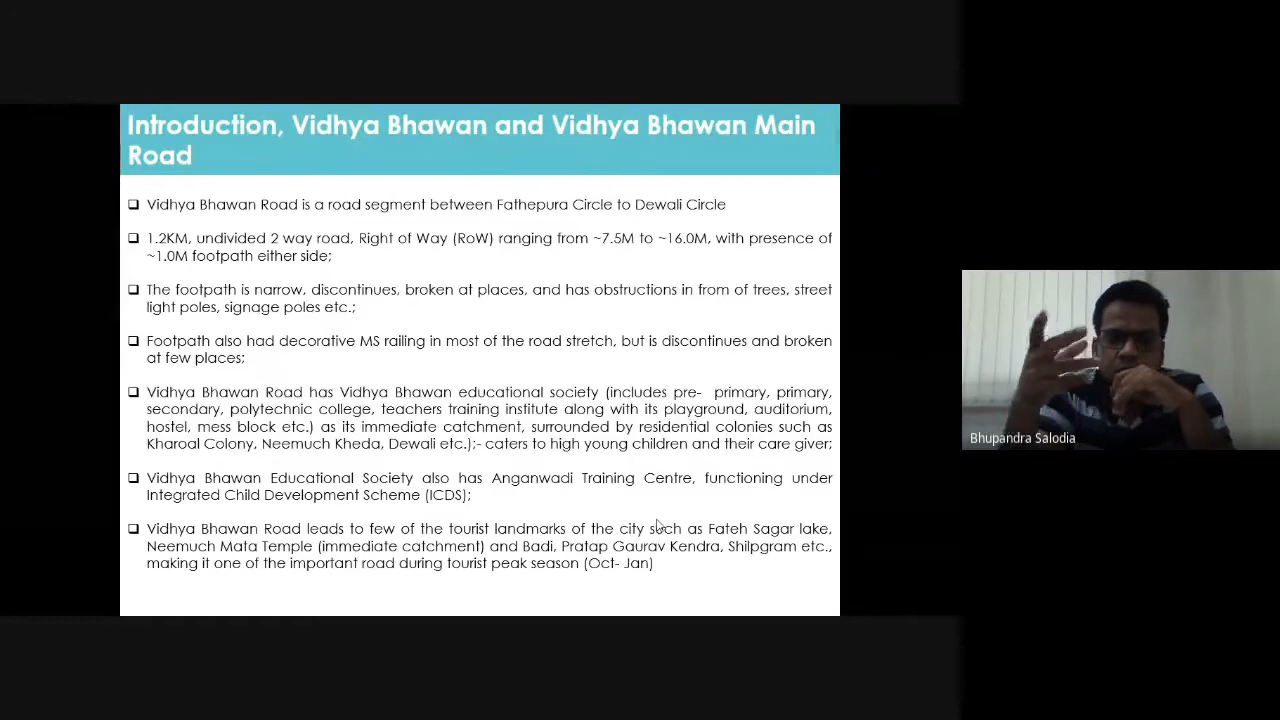 Introduction, Vidhya Bhawan and Vidhya Bhawan Main
Road
❑ Vidhya Bhawan Road is a road segment between Fathepura Circle to Dewali Circle
❑ 1.2KM, undivided 2 way road, Right of Way (RoW) ranging from ~7.5M to ~16.0M, with presence of
~1.0M footpath either side;
❑ The footpath is narrow, discontinues, broken at places, and has obstructions in from of trees, street
light poles, signage poles etc.;
❑ Footpath also had decorative MS railing in most of the road stretch, but is discontinues and broken
at few places;
❑ Vidhya Bhawan Road has Vidhya Bhawan educational society (includes pre- primary, primary,
secondary, polytechnic college, teachers training institute along with its playground, auditorium,
hostel, mess block etc.) as its immediate catchment, surrounded by residential colonies such as
Kharoal Colony, Neemuch Kheda, Dewali etc.);- caters to high young children and their care giver;
❑ Vidhya Bhawan Educational Society also has Anganwadi Training Centre, functioning under
Integrated Child Development Scheme (ICDS);
❑ Vidhya Bhawan Road leads to few of the tourist landmarks of the city such as Fateh Sagar lake,
Neemuch Mata Temple (immediate catchment) and Badi, Pratap Gaurav Kendra, Shilpgram etc.,
making it one of the important road during tourist peak season (Oct- Jan)
Bhupandra Salodia